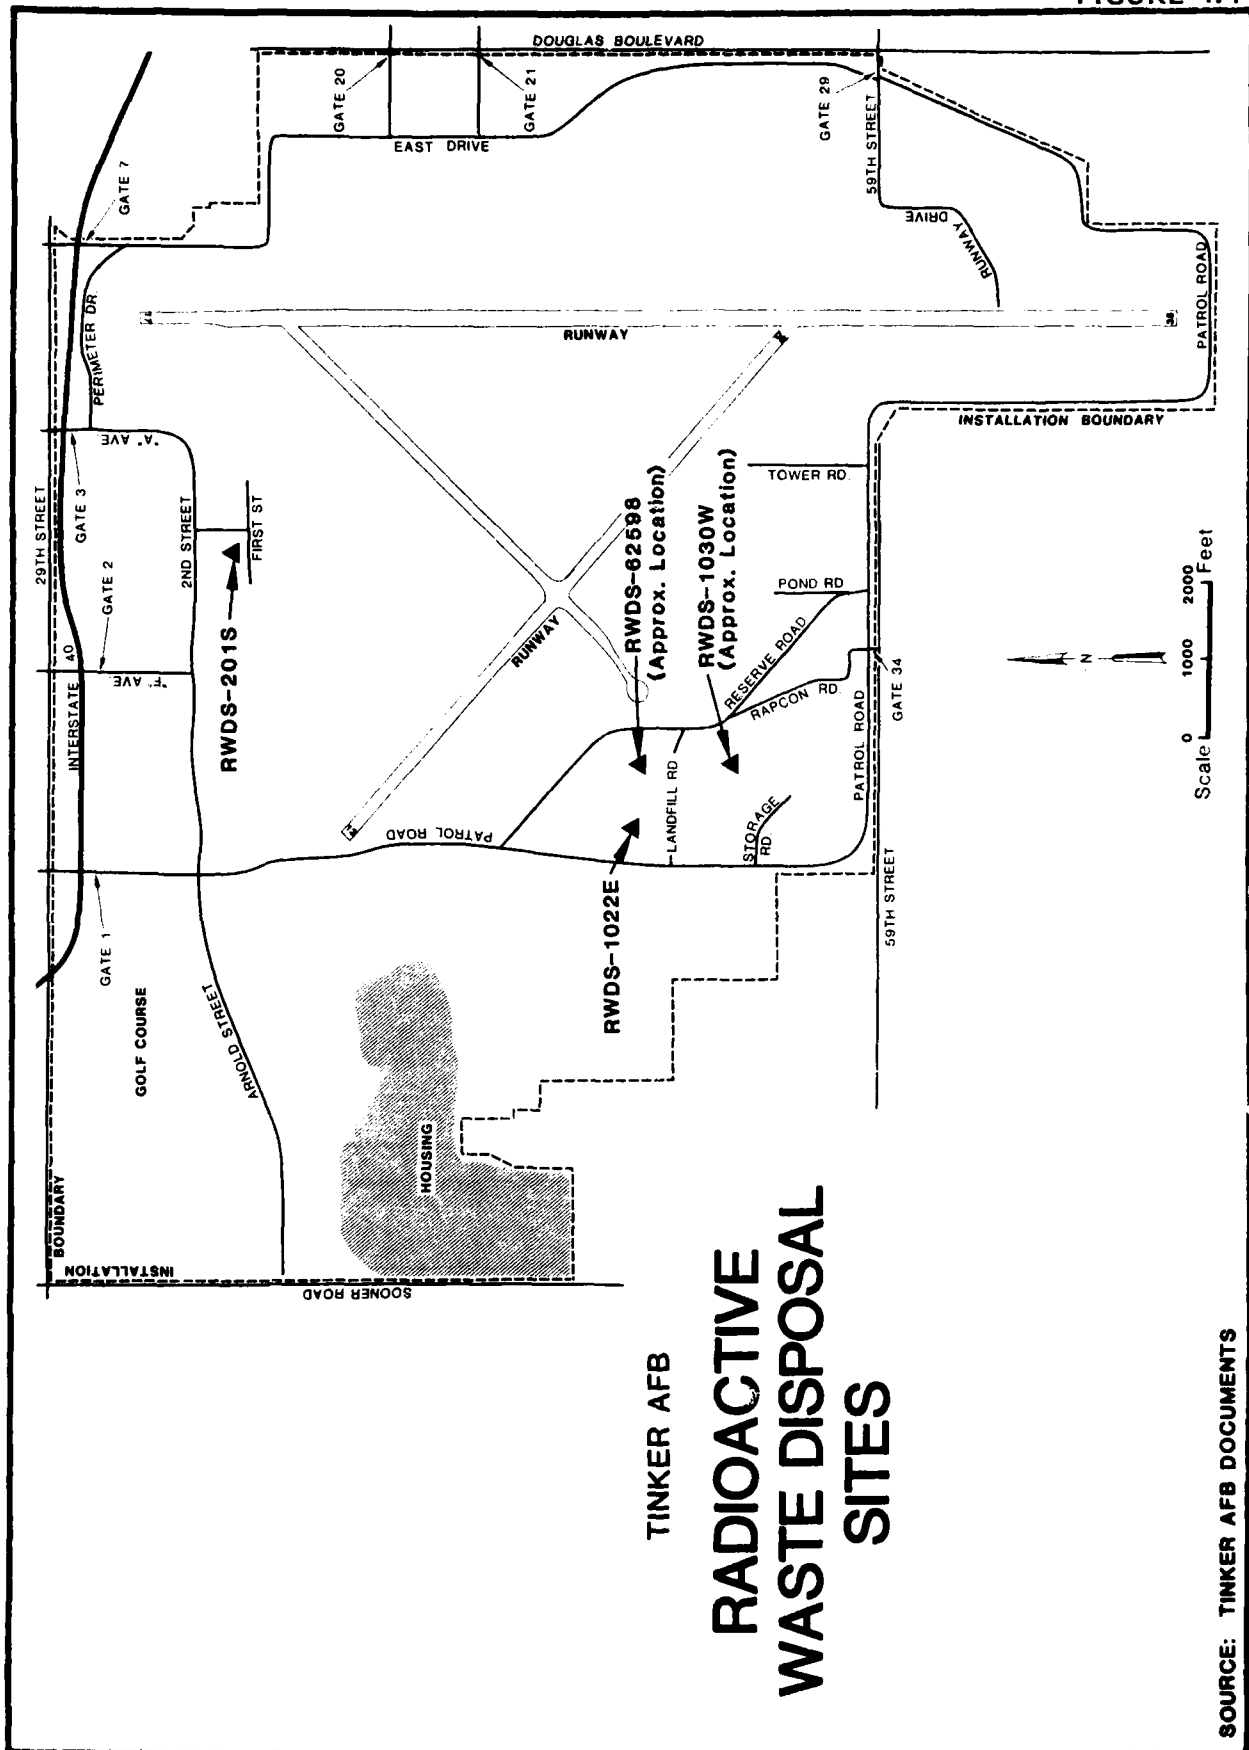 DOUGLAS BOULEVARD
GATE 20
GATE 21
EAST DRIVE
GATE 29
59TH STREET
GATE 7
RUNWAY DRIVE
PERIMETER DR.
RUNWAY
PATROL ROAD
INSTALLATION BOUNDARY
29TH STREET
GATE 3
"A" AVE
2ND STREET
FIRST ST
TOWER RD.
GATE 2
RWDS-201S
RWDS-62598
(Approx. Location)
RWDS-1030W
(Approx. Location)
POND RD
RUNWAY
RESERVE ROAD
RAPCON RD.
GATE 34
INTERSTATE 40
"F" AVE
PATROL ROAD
LANDFILL RD
STORAGE
RD.
PATROL ROAD
RWDS-1022E
59TH STREET
GATE 1
GOLF COURSE
ARNOLD STREET
HOUSING
INSTALLATION
BOUNDARY
SOONER ROAD
N
Scale
0
1000
2000
Feet
TINKER AFB
RADIOACTIVE
WASTE DISPOSAL
SITES
SOURCE: TINKER AFB DOCUMENTS